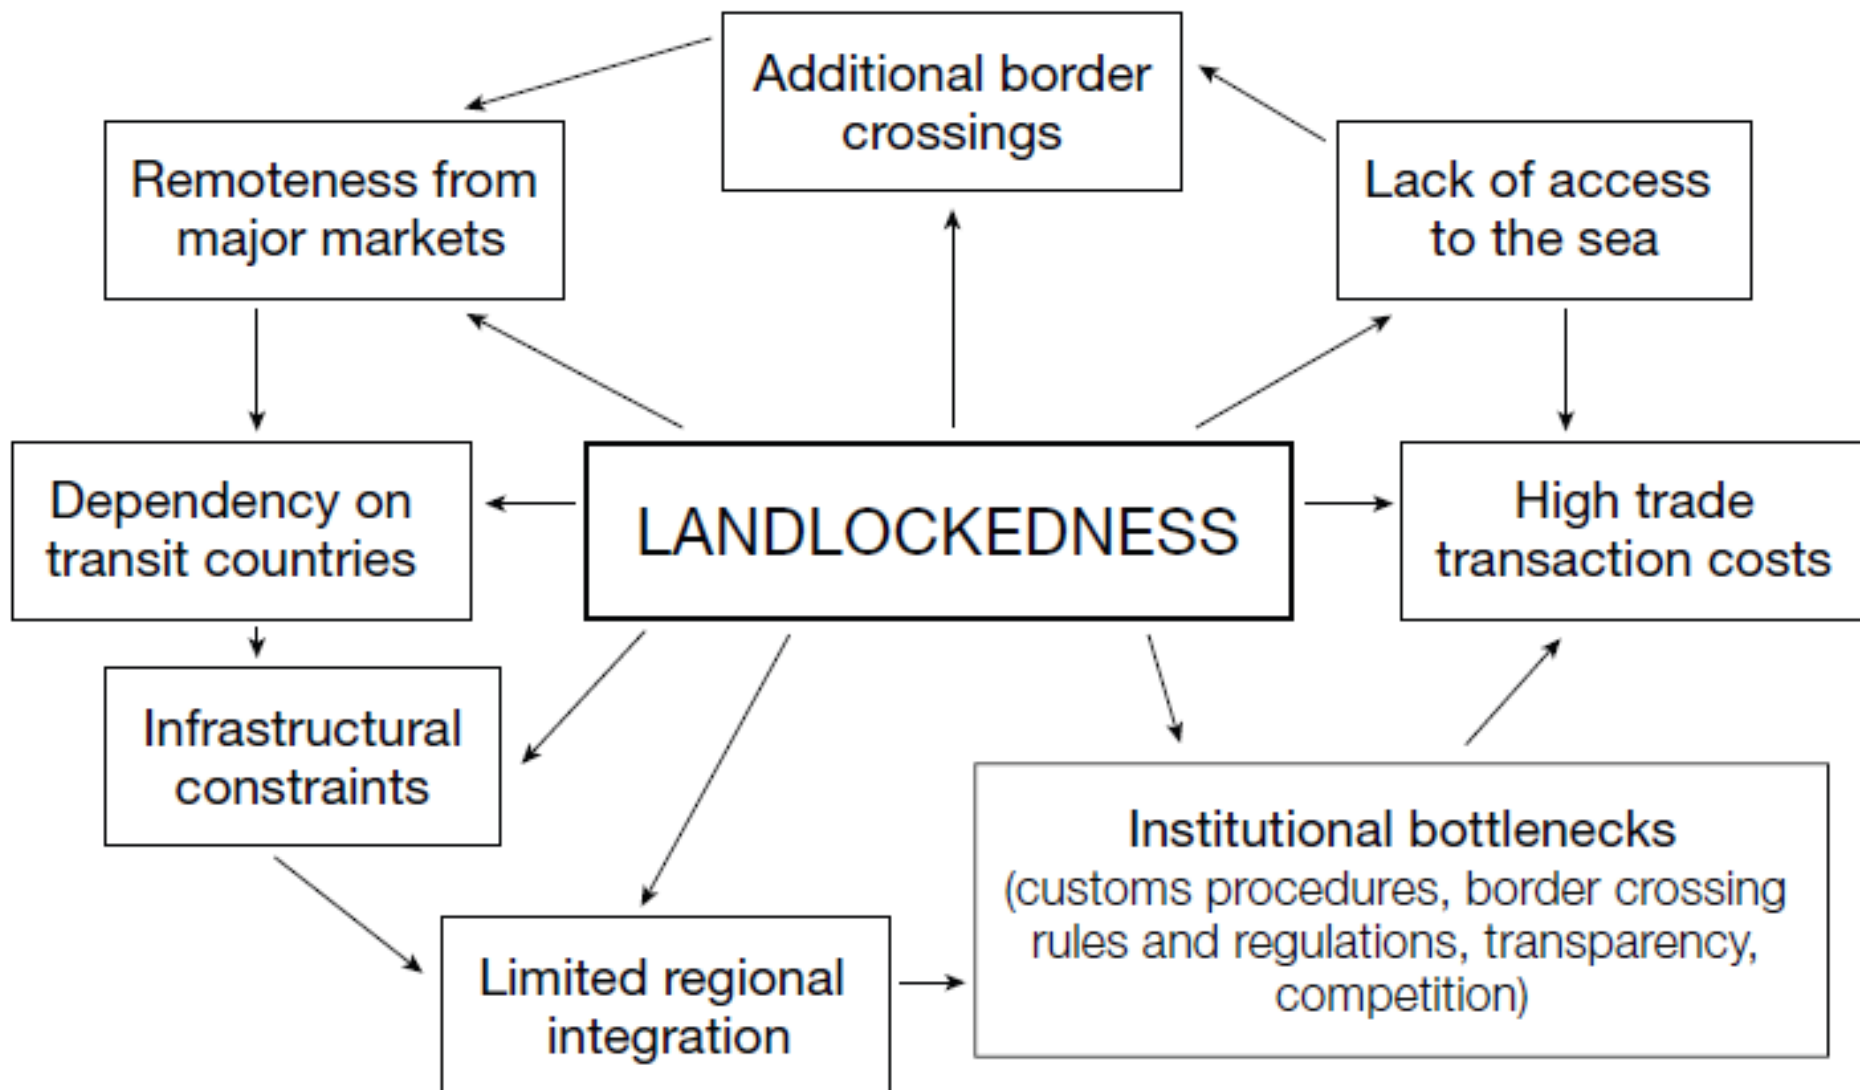 Additional border
crossings
Remoteness from
major markets
Lack of access
to the sea
Dependency on
transit countries
LANDLOCKEDNESS
High trade
transaction costs
Infrastructural
constraints
Institutional bottlenecks
(customs procedures, border crossing
rules and regulations, transparency,
competition)
Limited regional
integration